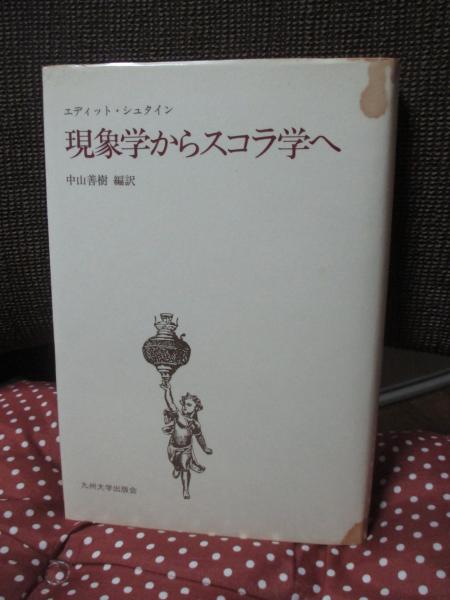 エディット・シュタイン
現象学からスコラ学へ
中山善樹 編訳
九州大学出版会